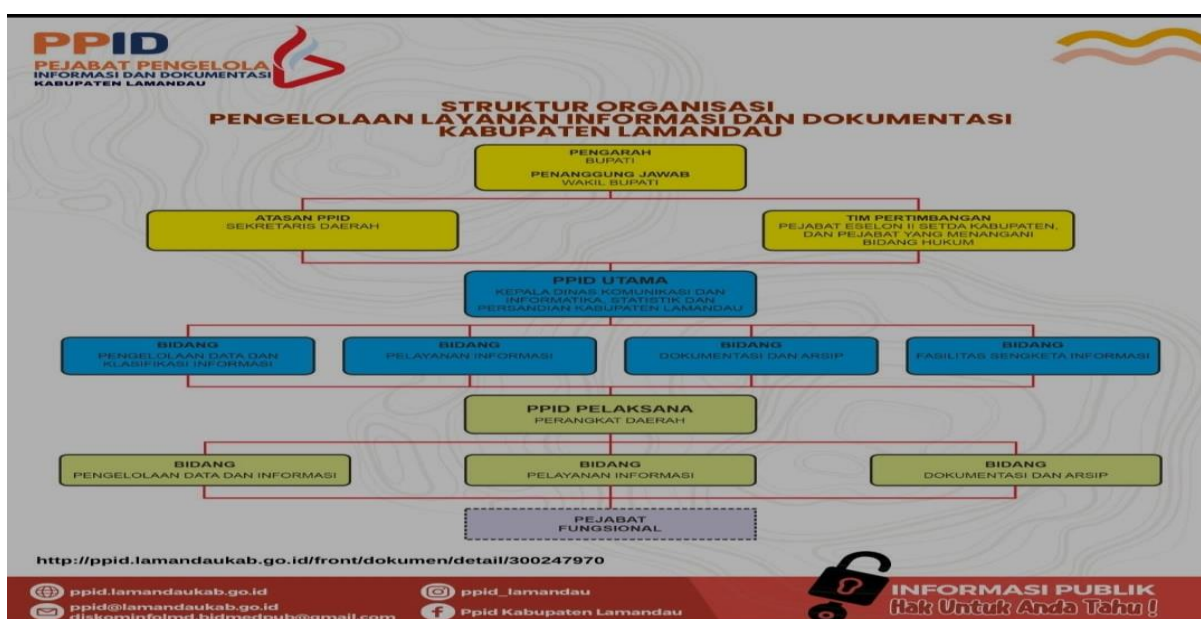 PPID
PEJABAT PENGELOLA
INFORMASI DAN DOKUMENTASI
KABUPATEN LAMANDAU
STRUKTUR ORGANISASI
PENGELOLAAN LAYANAN INFORMASI DAN DOKUMENTASI
KABUPATEN LAMANDAU
PENGARAH
BUPATI
PENANGGUNG JAWAB
WAKIL BUPATI
ATASAN PPID
SEKRETARIS DAERAH
TIM PERTIMBANGAN
PEJABAT ESELON II SETDA KABUPATEN,
DAN PEJABAT YANG MENANGANI
BIDANG HUKUM
PPID UTAMA
KEPALA DINAS KOMUNIKASI DAN
INFORMATIKA, STATISTIK DAN
PERSANDIAN KABUPATEN LAMANDAU
BIDANG
PENGELOLAAN DATA DAN
KLASIFIKASI INFORMASI
BIDANG
PELAYANAN INFORMASI
BIDANG
DOKUMENTASI DAN ARSIP
BIDANG
FASILITAS SENGKETA INFORMASI
PPID PELAKSANA
PERANGKAT DAERAH
BIDANG
PENGELOLAAN DATA DAN INFORMASI
BIDANG
PELAYANAN INFORMASI
BIDANG
DOKUMENTASI DAN ARSIP
PEJABAT
FUNGSIONAL
http://ppid.lamandaukab.go.id/front/dokumen/detail/300247970
ppid.lamandaukab.go.id
ppid@lamandaukab.go.id
diskominfolmd.bidmedpub@gmail.com
ppid_lamandau
Ppid Kabupaten Lamandau
INFORMASI PUBLIK
Hak Untuk Anda Tahu !